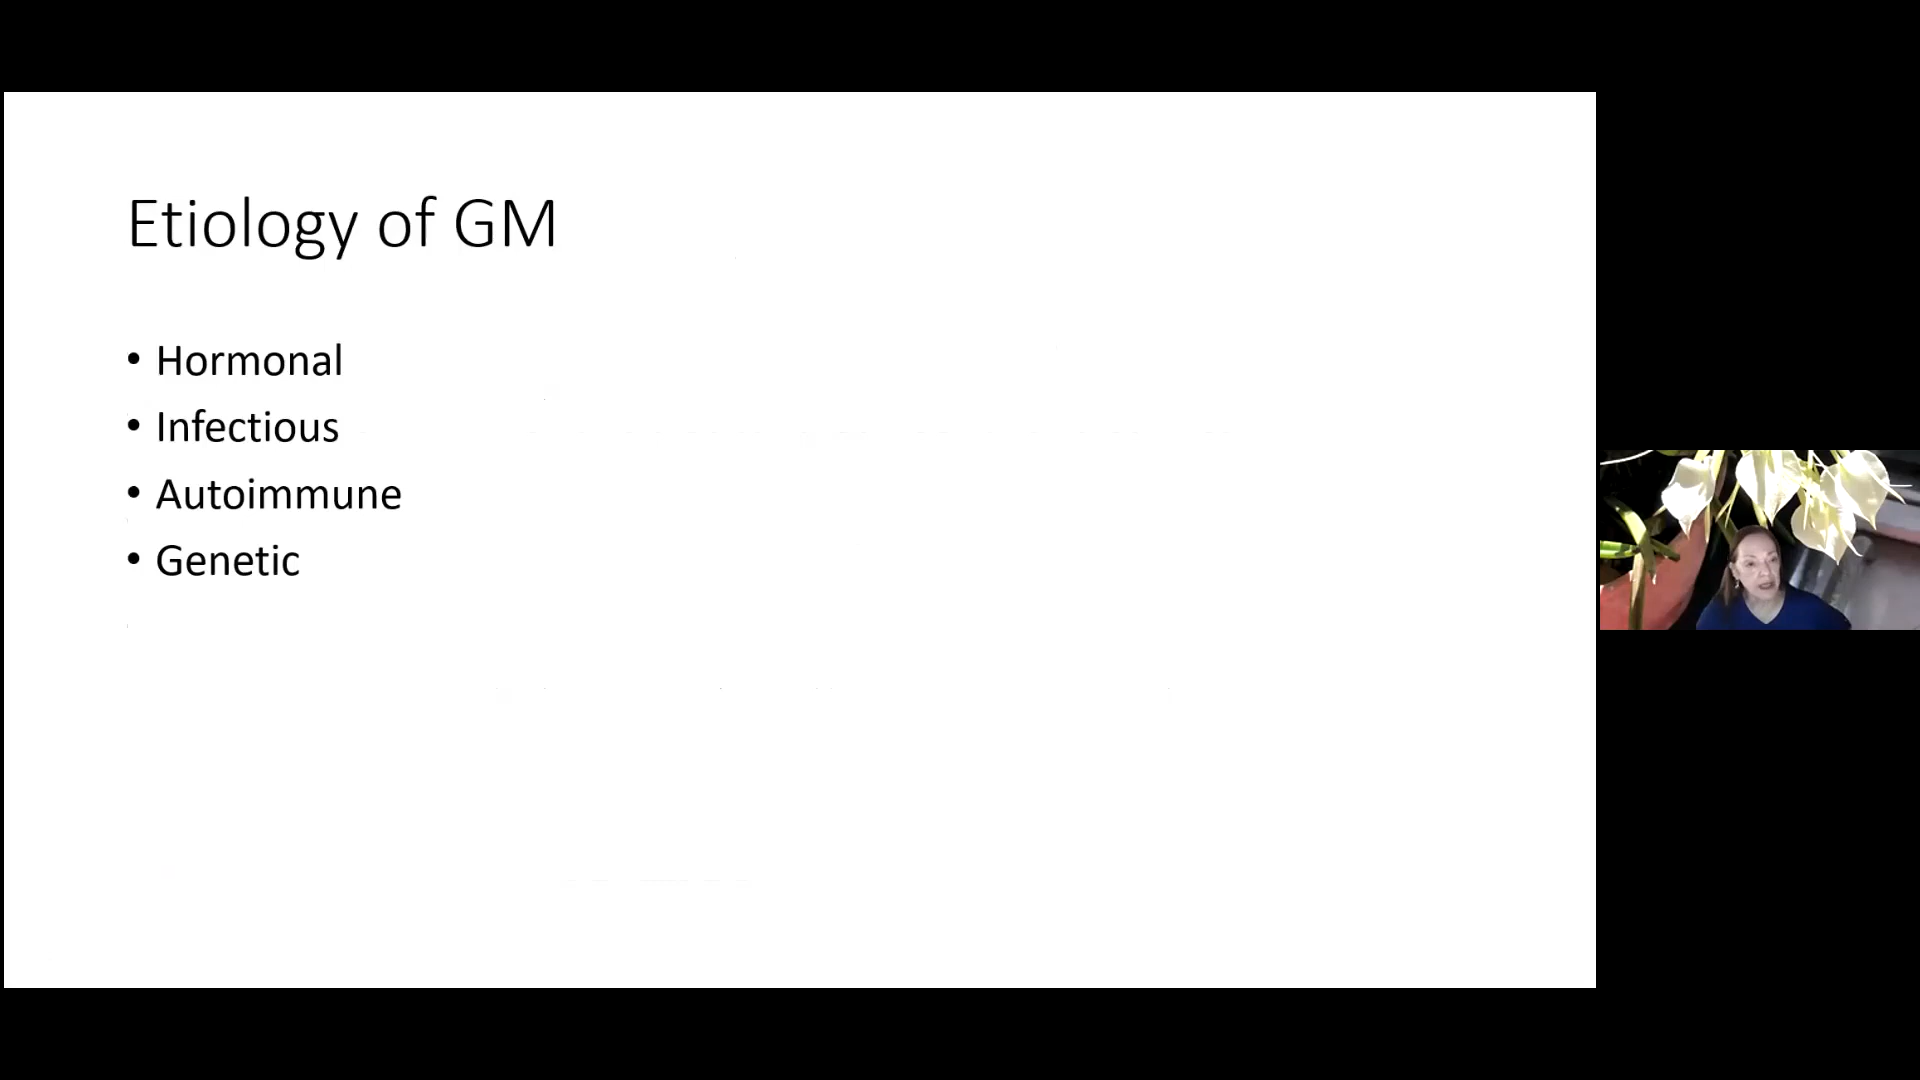 Etiology of GM
• Hormonal
• Infectious
• Autoimmune
• Genetic